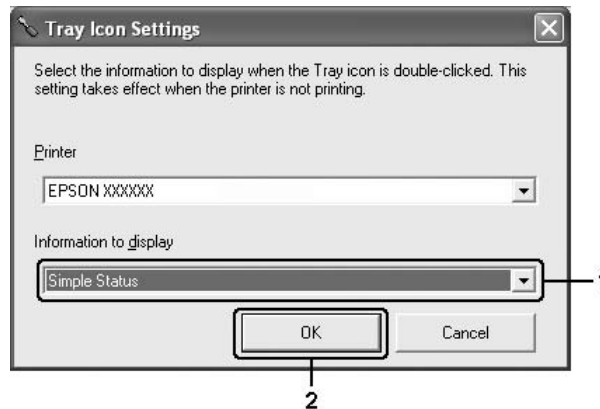 Tray Icon Settings
Select the information to display when the Tray icon is double-clicked. This
setting takes effect when the printer is not printing.
Printer
EPSON XXXXXX
Information to display
Simple Status
1
OK
Cancel
2